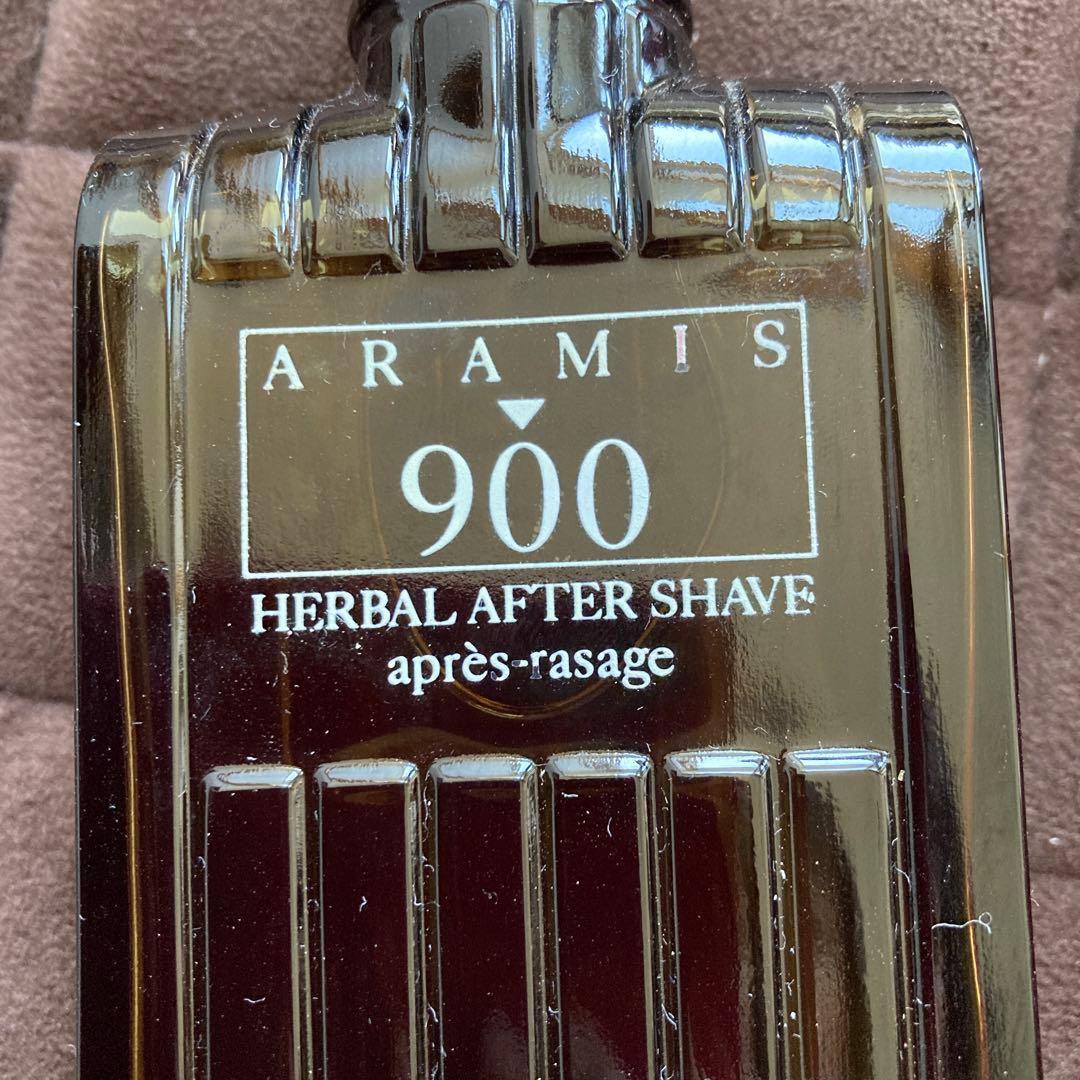 ARAMIS
900
HERBAL AFTER SHAVE
après-rasage